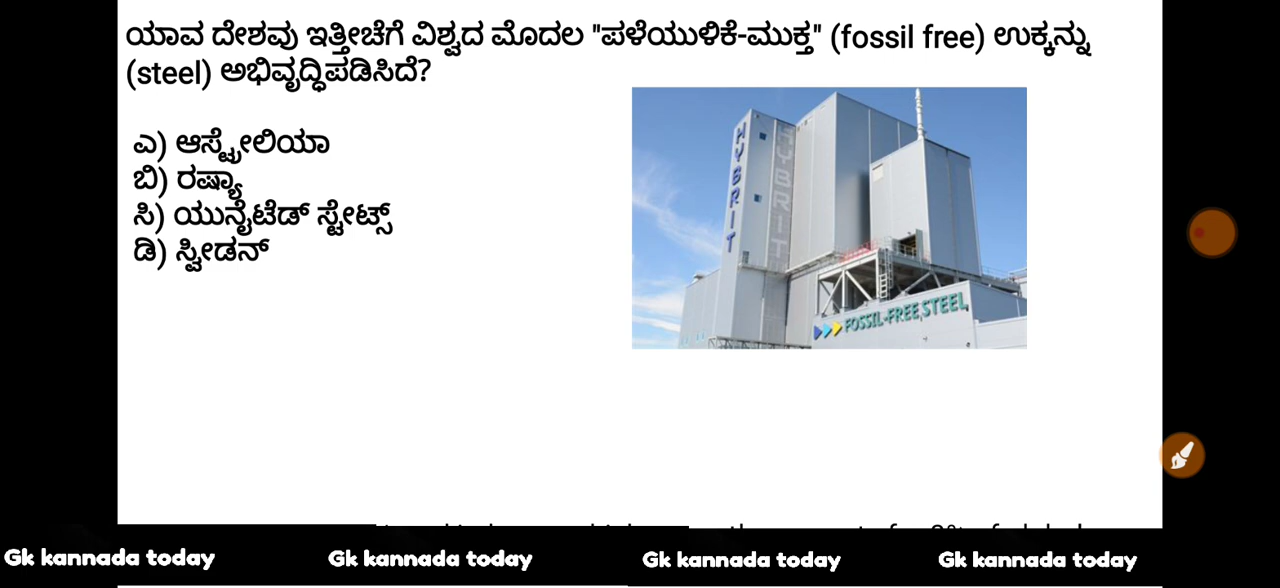 ಯಾವ ದೇಶವು ಇತ್ತೀಚೆಗೆ ವಿಶ್ವದ ಮೊದಲ "ಪಳೆಯುಳಿಕೆ-ಮುಕ್ತ" (fossil free) ಉಕ್ಕನ್ನು
(steel) ಅಭಿವೃದ್ಧಿಪಡಿಸಿದೆ?
ಎ) ಆಸ್ಟ್ರೇಲಿಯಾ
ಬಿ) ರಷ್ಯಾ
ಸಿ) ಯುನೈಟೆಡ್ ಸ್ಟೇಟ್ಸ್
ಡಿ) ಸ್ವೀಡನ್
HYBRIT
HYBRIT
FOSSIL-FREE STEEL
Gk kannada today Gk kannada today Gk kannada today Gk kannada today